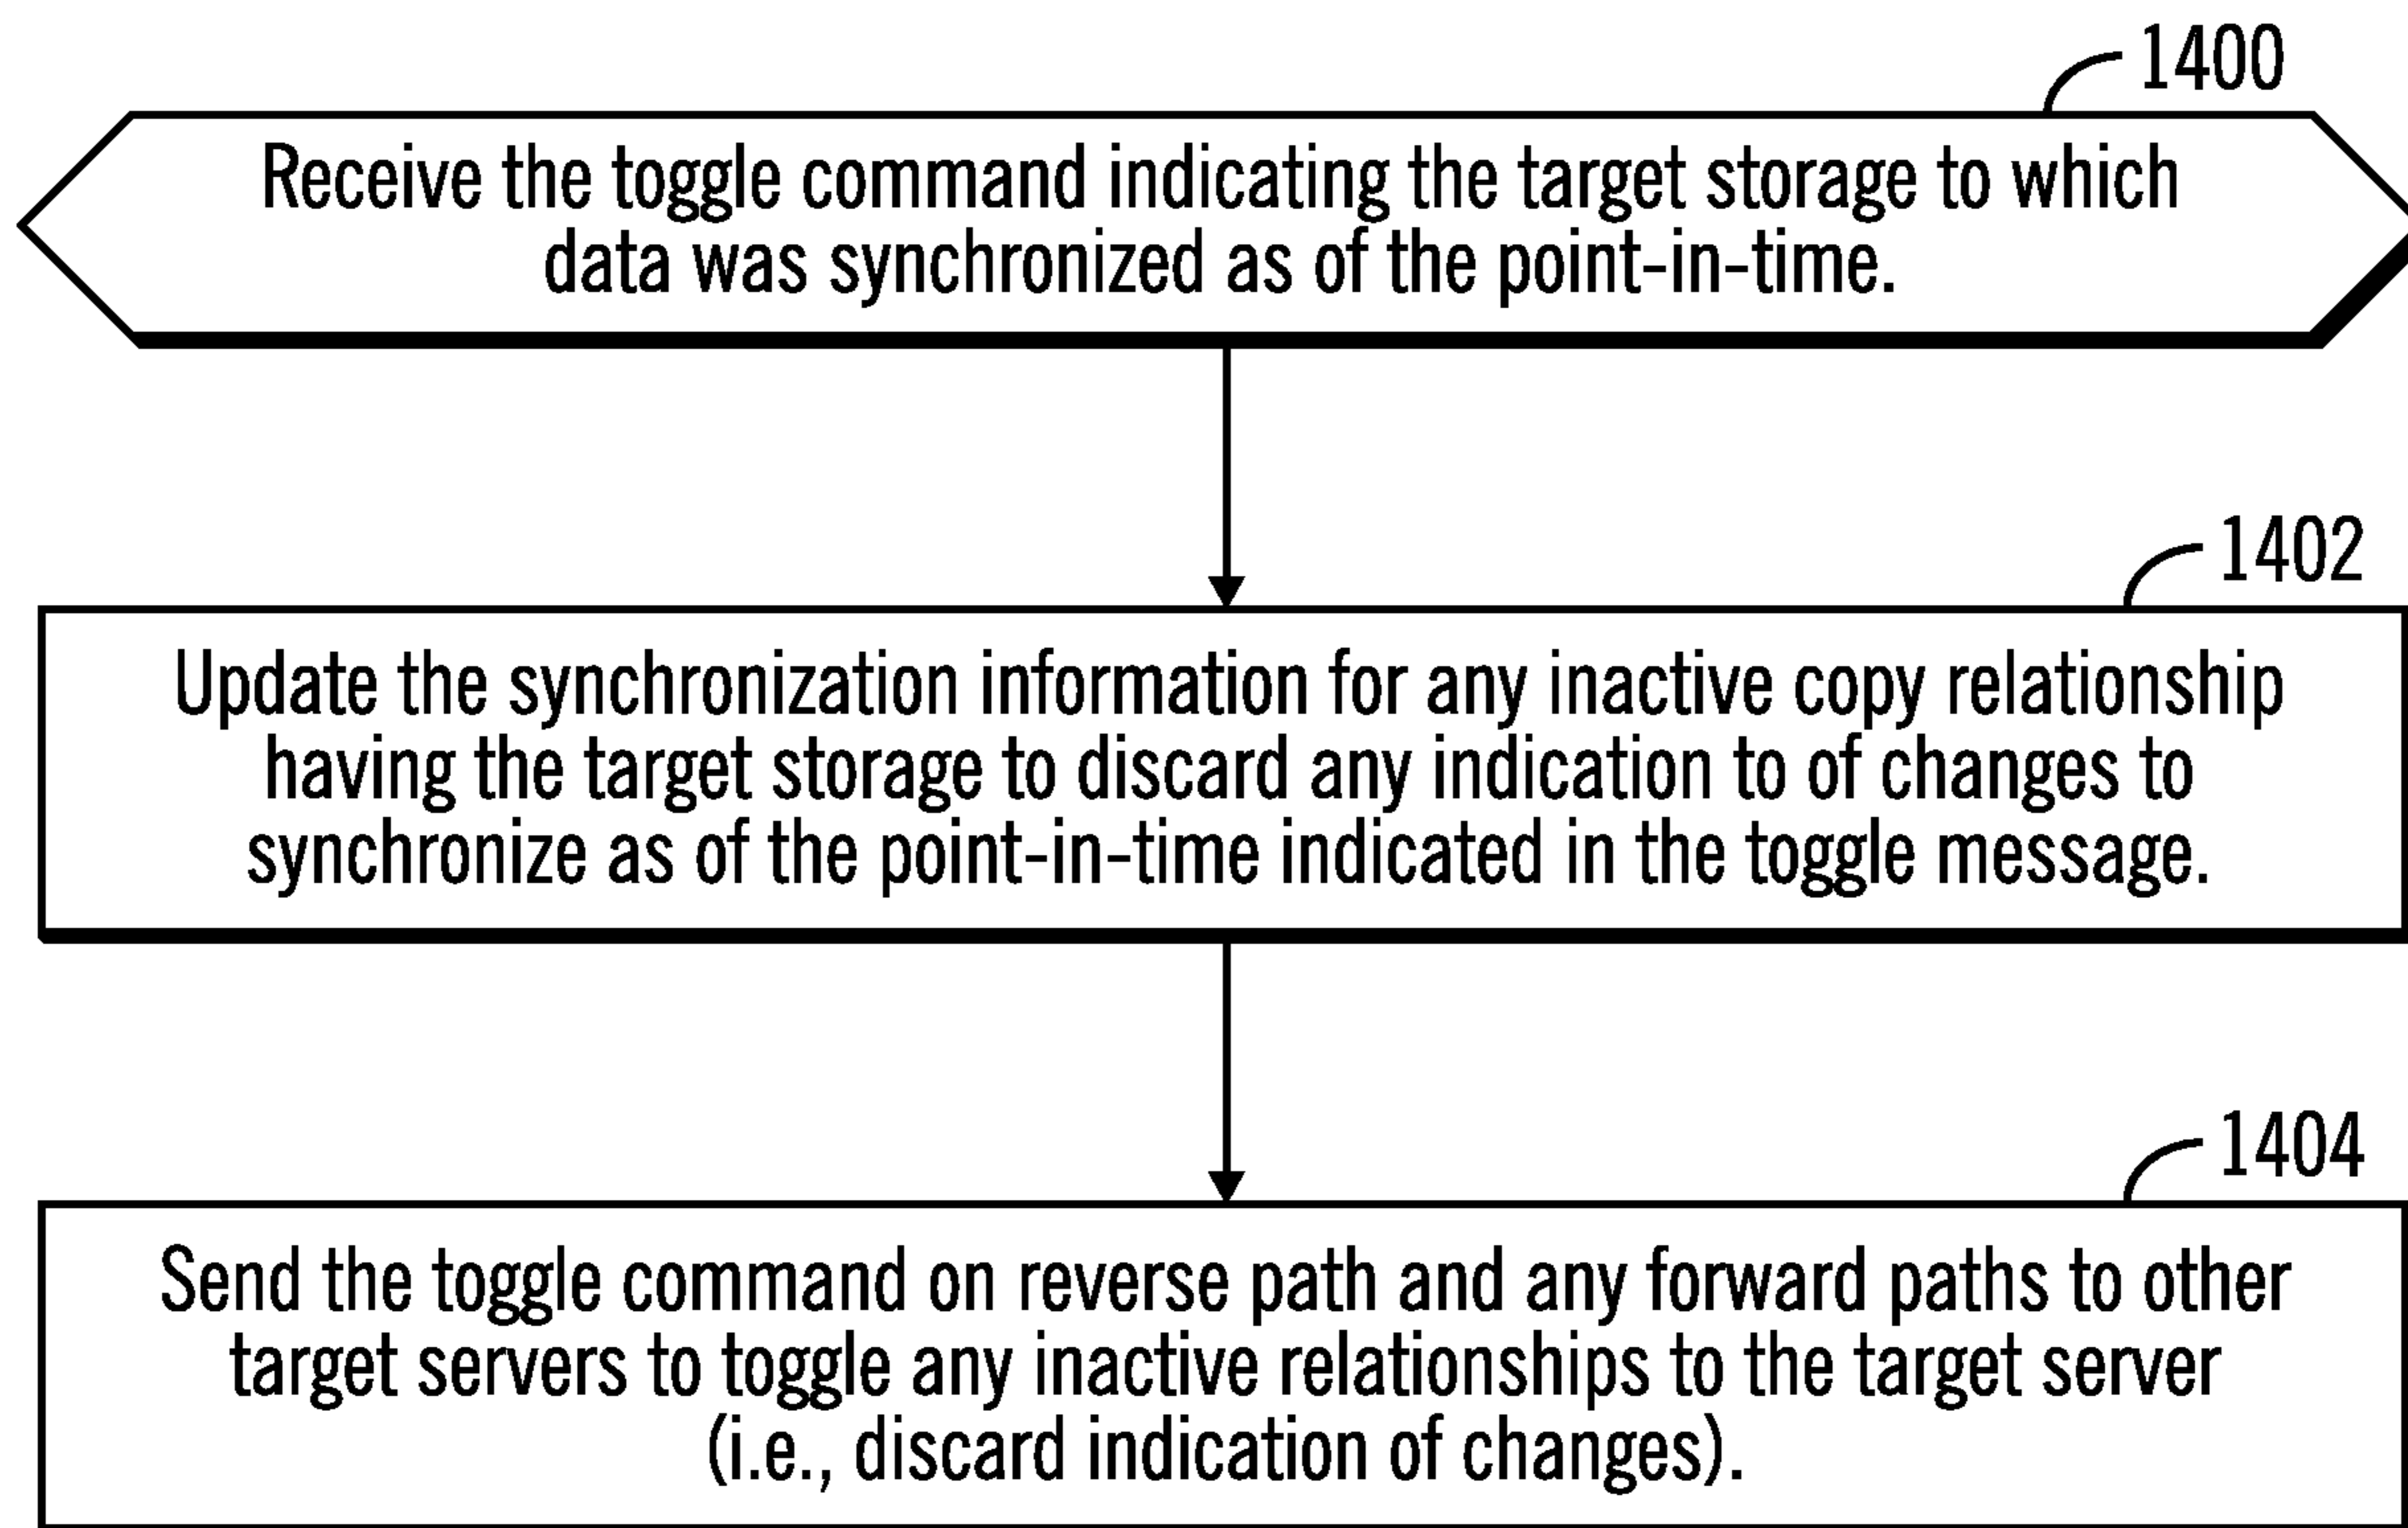 1400
Receive the toggle command indicating the target storage to which
data was synchronized as of the point-in-time.
1402
Update the synchronization information for any inactive copy relationship
having the target storage to discard any indication to of changes to
synchronize as of the point-in-time indicated in the toggle message.
1404
Send the toggle command on reverse path and any forward paths to other
target servers to toggle any inactive relationships to the target server
(i.e., discard indication of changes).